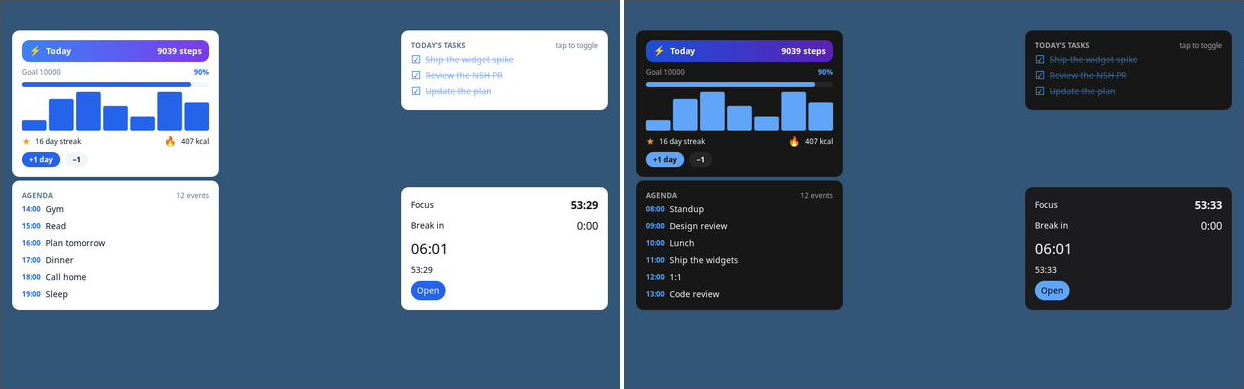 ⚡ Today 9039 steps
Goal 10000 90%
★ 16 day streak 🔥 407 kcal
+1 day −1
AGENDA 12 events
14:00 Gym
15:00 Read
16:00 Plan tomorrow
17:00 Dinner
18:00 Call home
19:00 Sleep
TODAY'S TASKS tap to toggle
☑ Ship the widget spike
☑ Review the NSH PR
☑ Update the plan
Focus 53:29
Break in 0:00
06:01
53:29
Open
⚡ Today 9039 steps
Goal 10000 90%
★ 16 day streak 🔥 407 kcal
+1 day −1
AGENDA 12 events
08:00 Standup
09:00 Design review
10:00 Lunch
11:00 Ship the widgets
12:00 1:1
13:00 Code review
TODAY'S TASKS tap to toggle
☑ Ship the widget spike
☑ Review the NSH PR
☑ Update the plan
Focus 53:33
Break in 0:00
06:01
53:33
Open